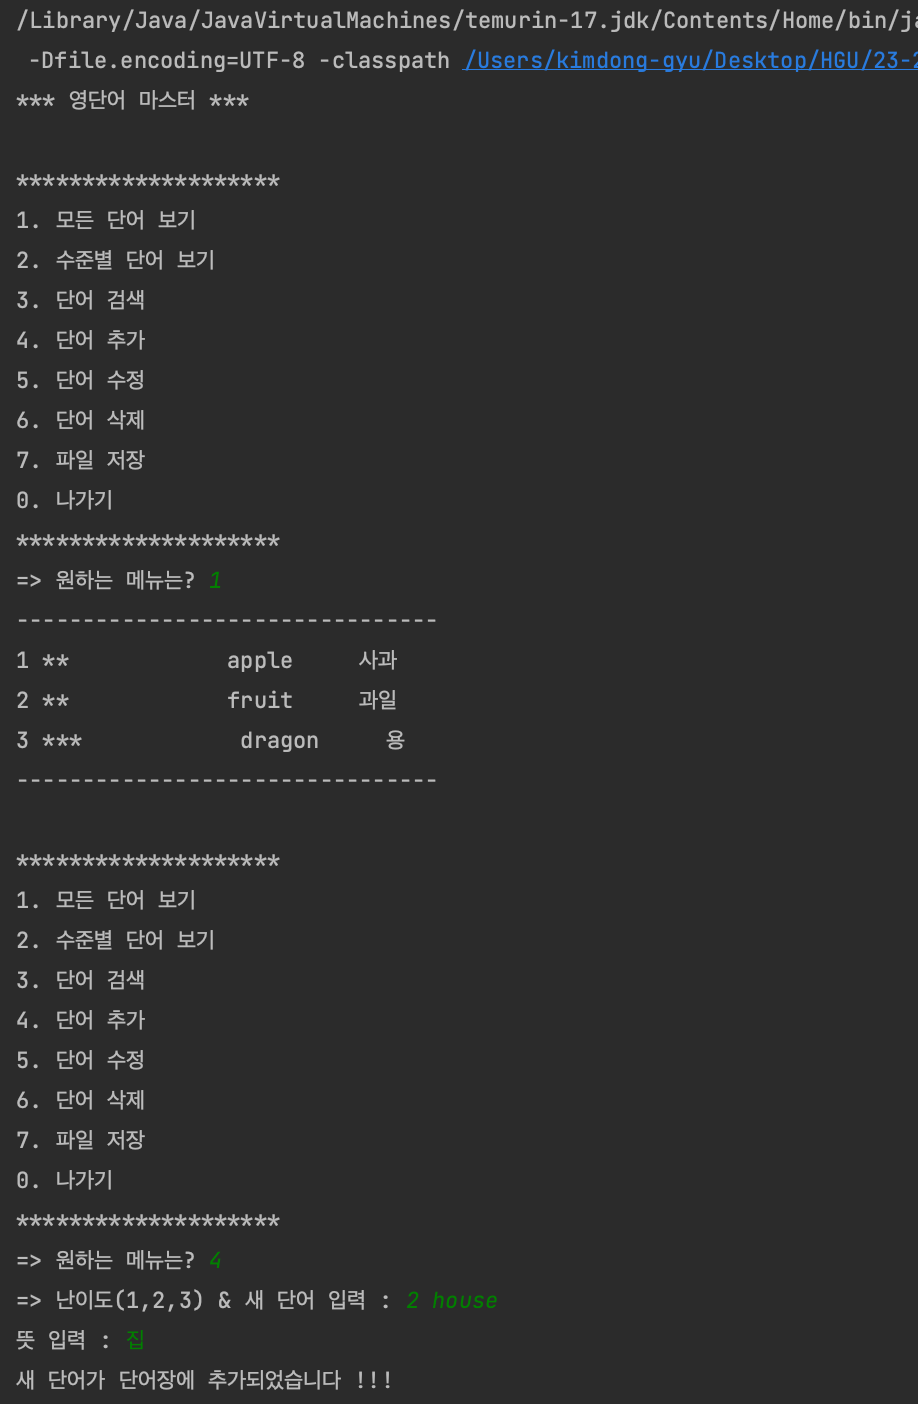 /Library/Java/JavaVirtualMachines/temurin-17.jdk/Contents/Home/bin/ja
-Dfile.encoding=UTF-8 -classpath /Users/kimdong-gyu/Desktop/HGU/23-2
*** 영단어 마스터 ***
********************
1. 모든 단어 보기
2. 수준별 단어 보기
3. 단어 검색
4. 단어 추가
5. 단어 수정
6. 단어 삭제
7. 파일 저장
0. 나가기
********************
=> 원하는 메뉴는? 1
--------------------------------
1 ** apple 사과
2 ** fruit 과일
3 *** dragon 용
--------------------------------
********************
1. 모든 단어 보기
2. 수준별 단어 보기
3. 단어 검색
4. 단어 추가
5. 단어 수정
6. 단어 삭제
7. 파일 저장
0. 나가기
********************
=> 원하는 메뉴는? 4
=> 난이도(1,2,3) & 새 단어 입력 : 2 house
뜻 입력 : 집
새 단어가 단어장에 추가되었습니다 !!!